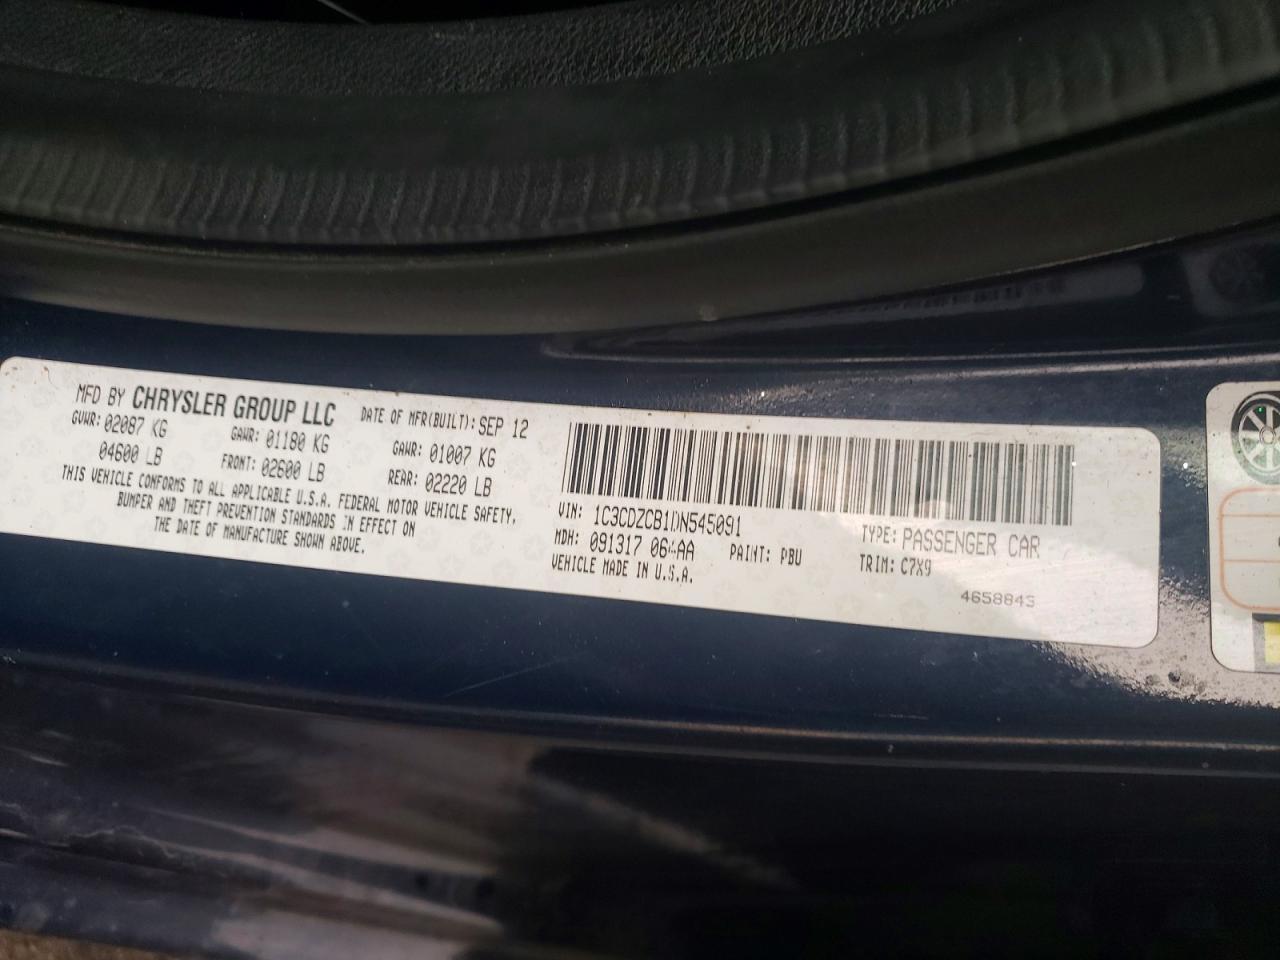 MFD BY CHRYSLER GROUP LLC DATE OF MFR(BUILT): SEP 12
GVWR: 02087 KG GAWR: 01180 KG GAWR: 01007 KG
04600 LB FRONT: 02600 LB REAR: 02220 LB
THIS VEHICLE CONFORMS TO ALL APPLICABLE U.S.A. FEDERAL MOTOR VEHICLE SAFETY,
BUMPER AND THEFT PREVENTION STANDARDS IN EFFECT ON
THE DATE OF MANUFACTURE SHOWN ABOVE.
VIN: 1C3CDZCB1DN545091 TYPE: PASSENGER CAR
MDH: 091317 PAINT: PBU TRIM: C7X9
VEHICLE MADE IN U.S.A.
4658843